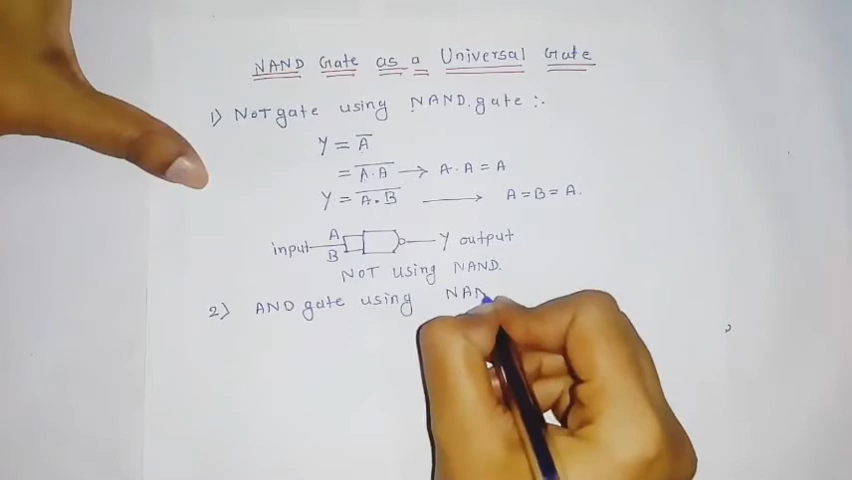 NAND Gate as a Universal Gate
1) NOT gate using NAND gate :.
Y = A̅
= A̅.̅A̅ → A . A = A
Y = A̅.̅B̅ → A = B = A.
input A B Y output
NOT using NAND.
2) AND gate using NAN